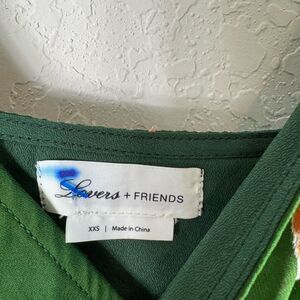 Lovers + FRIENDS
XXS | Made in China